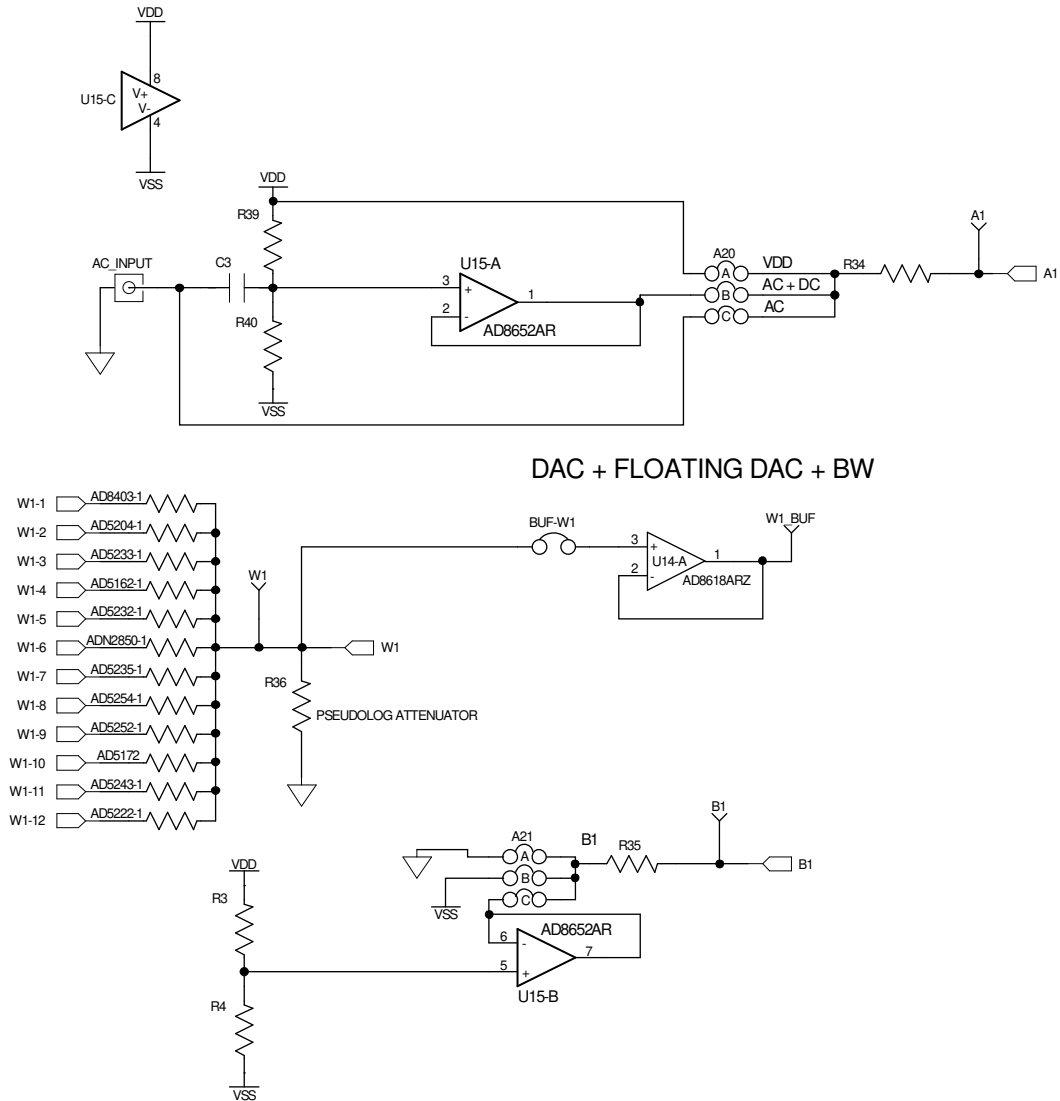 VDD
8
U15-C
V+
V-
4
VSS
VDD
R39
A1
A20
AC_INPUT
C3
U15-A
A
VDD
R34
A1
3
+
1
B
AC + DC
2
-
AD8652AR
C
AC
R40
VSS
DAC + FLOATING DAC + BW
W1-1 AD8403-1
W1-2 AD5204-1
W1-3 AD5233-1
W1-4 AD5162-1
W1-5 AD5232-1
W1-6 ADN2850-1
W1-7 AD5235-1
W1-8 AD5254-1
W1-9 AD5252-1
W1-10 AD5172
W1-11 AD5243-1
W1-12 AD5222-1
BUF-W1
W1_BUF
3
+
U14-A
1
2
-
AD8618ARZ
W1
W1
R36
PSEUDOLOG ATTENUATOR
B1
A21
B1
R35
A
B1
B
VSS
C
VDD
R3
AD8652AR
6
-
7
5
+
U15-B
R4
VSS